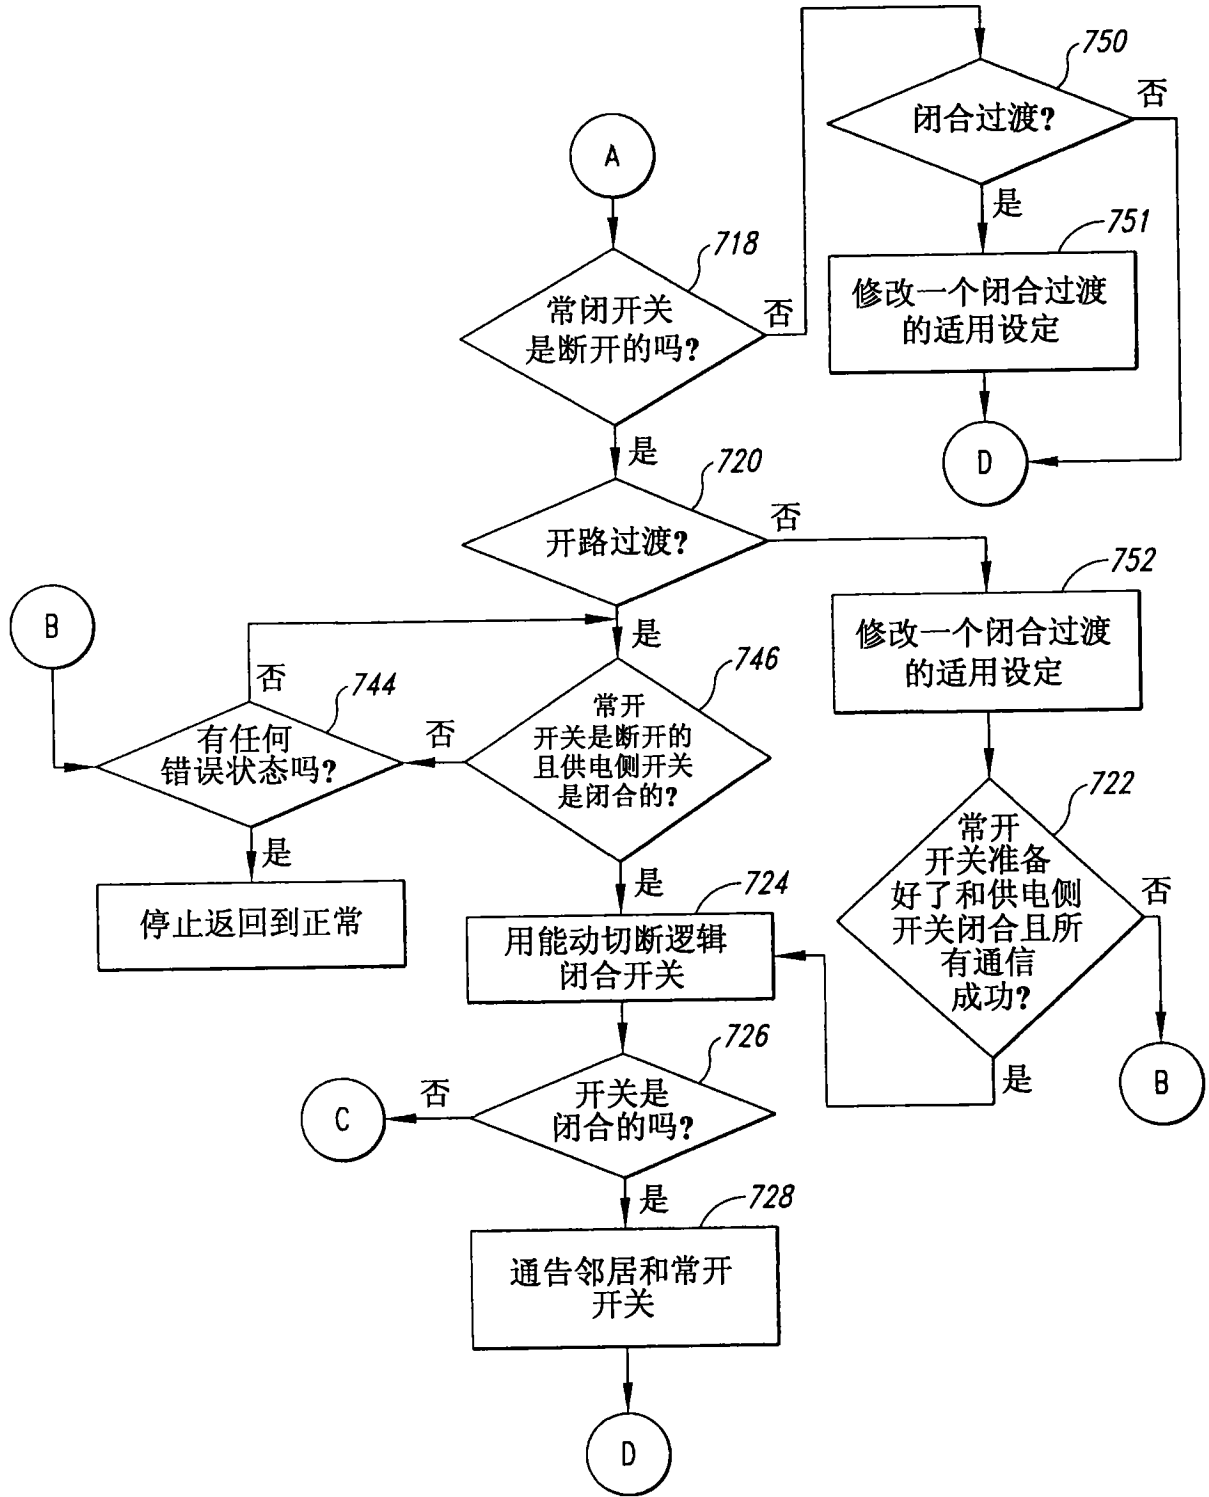 750
闭合过渡?
否
是
A
751
718
修改一个闭合过渡
的适用设定
常闭开关
是断开的吗?
否
是
D
720
开路过渡?
否
752
B
是
修改一个闭合过渡
的适用设定
否
744
746
有任何
错误状态吗?
否
常开
开关是断开的
且供电侧开关
是闭合的?
722
常开
开关准备
好了和供电侧
开关闭合且所
有通信
成功?
否
是
停止返回到正常
是
724
用能动切断逻辑
闭合开关
726
是
B
C
否
开关是
闭合的吗?
是
728
通告邻居和常开
开关
D